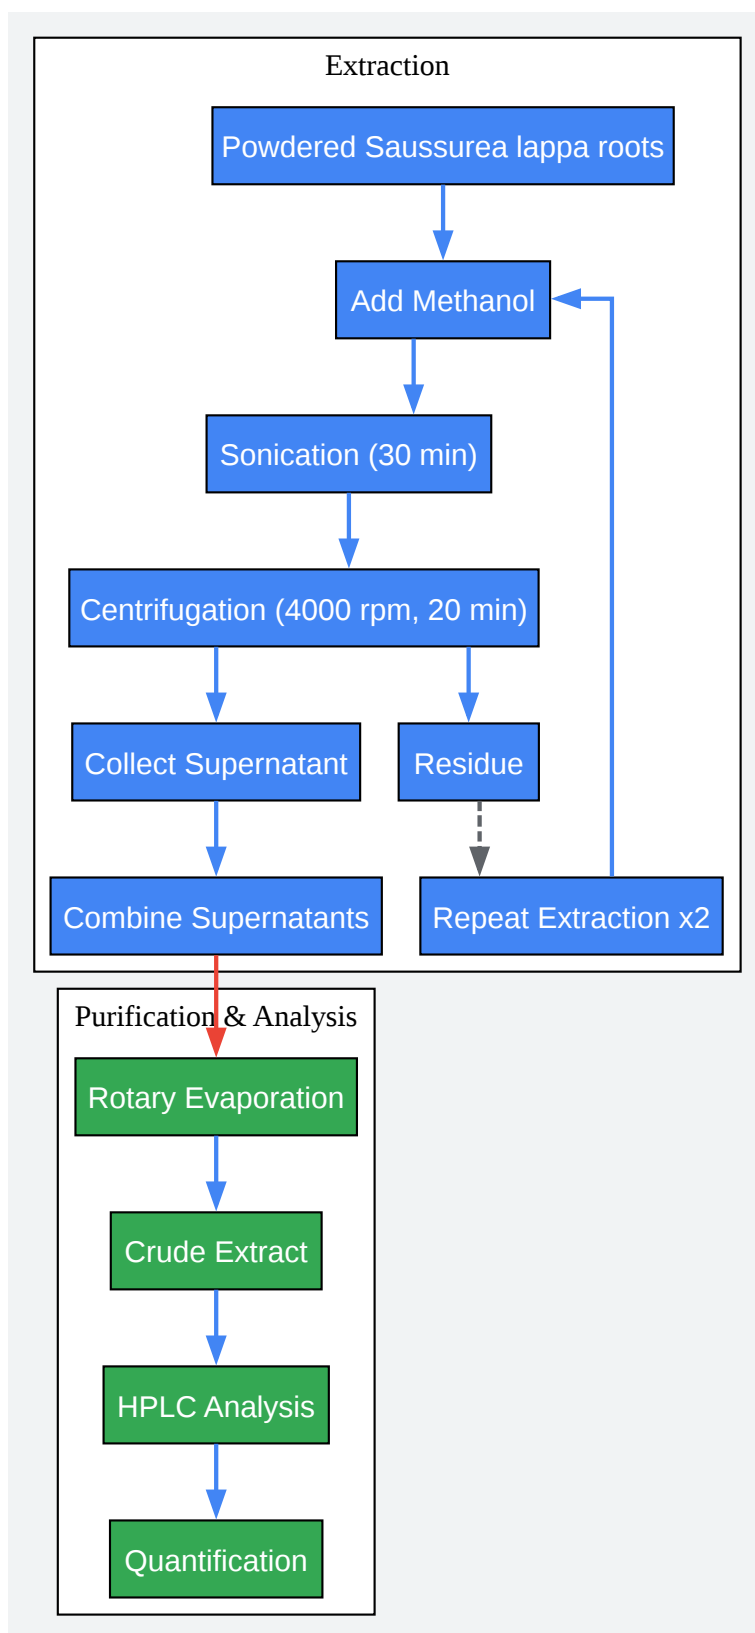 Extraction
Powdered Saussurea lappa roots
Add Methanol
Sonication (30 min)
Centrifugation (4000 rpm, 20 min)
Collect Supernatant
Residue
Combine Supernatants
Repeat Extraction x2
Purification & Analysis
Rotary Evaporation
Crude Extract
HPLC Analysis
Quantification